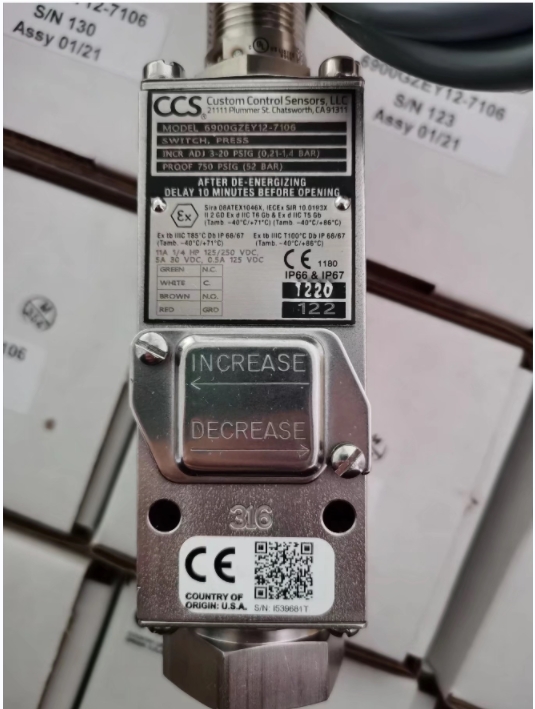 12-7106
S/N 130
Assy 01/21
6900GZEY12-7106
S/N 123
Assy 01/21
CCS Custom Control Sensors, LLC
21111 Plummer St. Chatsworth, CA 91311
MODEL 6900GZEY12-7106
SWITCH, PRESS
INCR ADJ 3-20 PSIG (0,21-1,4 BAR)
PROOF 750 PSIG (52 BAR)
AFTER DE-ENERGIZING
DELAY 10 MINUTES BEFORE OPENING
Ex Sira 08ATEX1046X, IECEx SIR 10.0193X
II 2 GD Ex d IIC T6 Gb & Ex d IIC T5 Gb
(Tamb. -40°C/+71°C) (Tamb. -40°C/+86°C)
Ex tb IIIC T85°C Db IP 66/67 Ex tb IIIC T100°C Db IP 66/67
(Tamb. -40°C/+71°C) (Tamb. -40°C/+86°C)
11A 1/4 HP 125/250 VDC,
5A 30 VDC, 0.5A 125 VDC
CE 1180
IP66 & IP67
GREEN N.C.
WHITE C.
BROWN N.O.
RED GRD
1220
122
INCREASE
DECREASE
106
316
CE
COUNTRY OF
ORIGIN: U.S.A.
S/N: I539681T